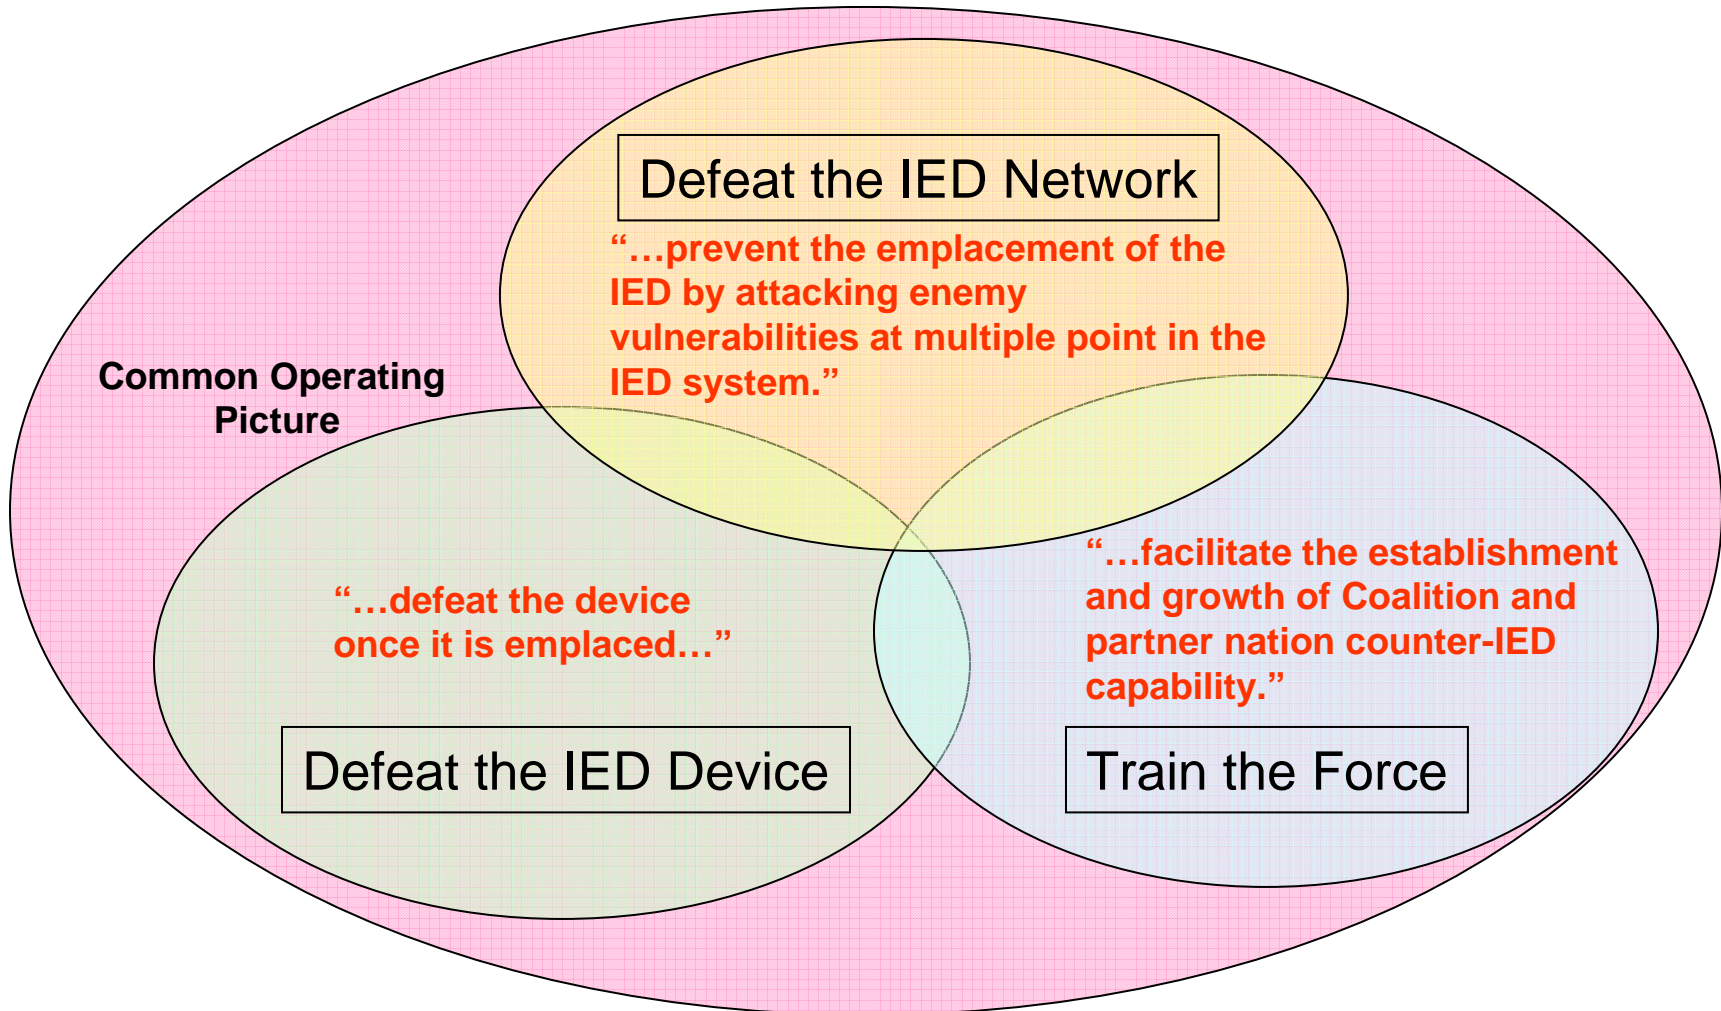 Defeat the IED Network
“…prevent the emplacement of the
IED by attacking enemy
vulnerabilities at multiple point in the
IED system.”
Common Operating
Picture
“…defeat the device
once it is emplaced…”
Defeat the IED Device
“…facilitate the establishment
and growth of Coalition and
partner nation counter-IED
capability.”
Train the Force